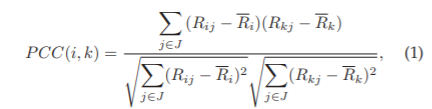 PCC(i, k) = \frac{\sum_{j \in J} (R_{ij} - \overline{R}_i)(R_{kj} - \overline{R}_k)}{\sqrt{\sum_{j \in J} (R_{ij} - \overline{R}_i)^2} \sqrt{\sum_{j \in J} (R_{kj} - \overline{R}_k)^2}}, (1)